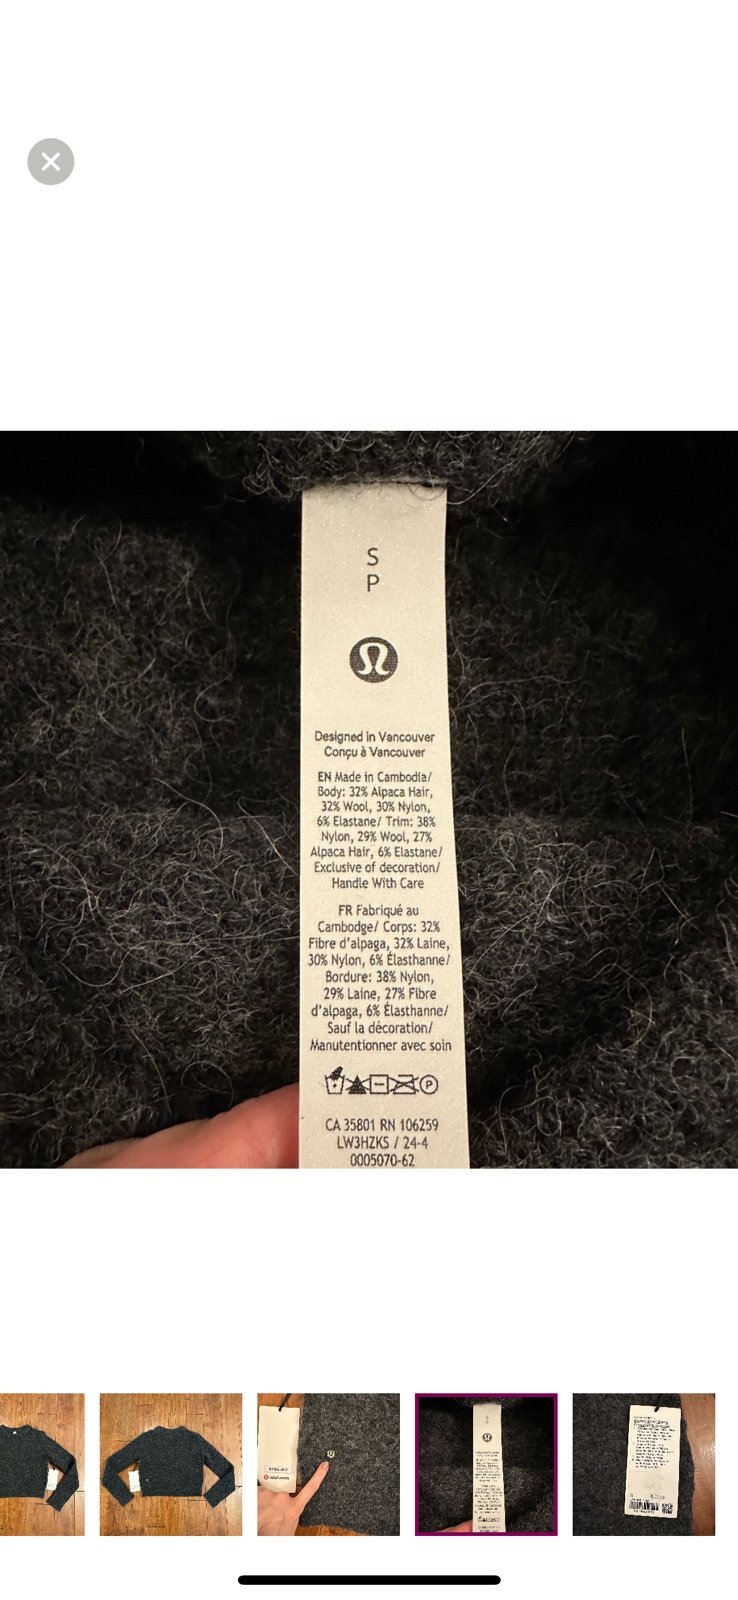 S
P
Designed in Vancouver
Conçu à Vancouver
EN Made in Cambodia/
Body: 32% Alpaca Hair,
32% Wool, 30% Nylon,
6% Elastane/ Trim: 38%
Nylon, 29% Wool, 27%
Alpaca Hair, 6% Elastane/
Exclusive of decoration/
Handle With Care
FR Fabriqué au
Cambodge/ Corps: 32%
Fibre d'alpaga, 32% Laine,
30% Nylon, 6% Élasthanne/
Bordure: 38% Nylon,
29% Laine, 27% Fibre
d'alpaga, 6% Élasthanne/
Sauf la décoration/
Manutentionner avec soin
P
CA 35801 RN 106259
LW3HZKS / 24-4
0005070-62